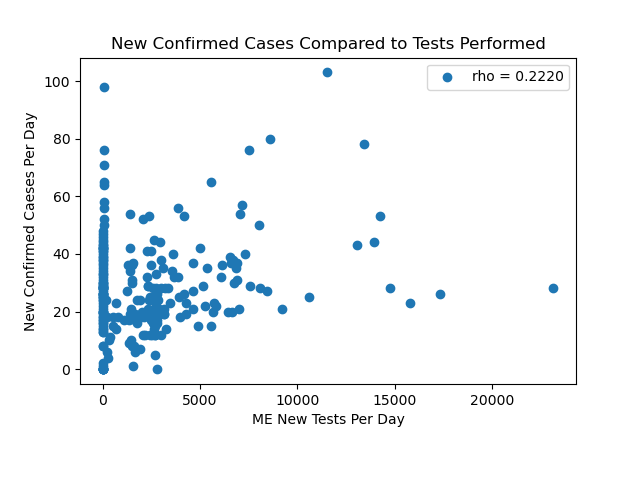 New Confirmed Cases Compared to Tests Performed
rho = 0.2220
New Confirmed Caeses Per Day
100
80
60
40
20
0
0 5000 10000 15000 20000
ME New Tests Per Day